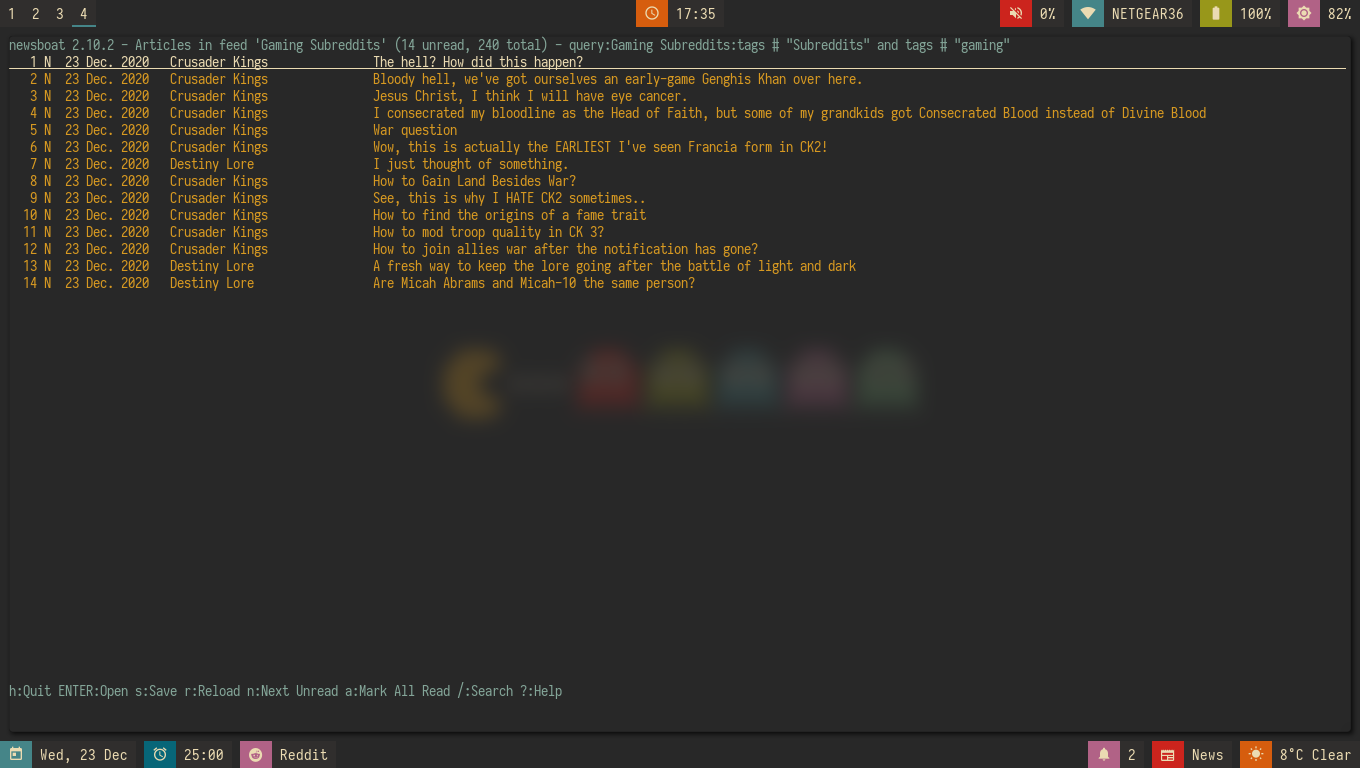 1 2 3 4 17:35 0% NETGEAR36 100% 82%
newsboat 2.10.2 - Articles in feed 'Gaming Subreddits' (14 unread, 240 total) - query:Gaming Subreddits:tags # "Subreddits" and tags # "gaming"
1 N 23 Dec. 2020 Crusader Kings The hell? How did this happen?
2 N 23 Dec. 2020 Crusader Kings Bloody hell, we've got ourselves an early-game Genghis Khan over here.
3 N 23 Dec. 2020 Crusader Kings Jesus Christ, I think I will have eye cancer.
4 N 23 Dec. 2020 Crusader Kings I consecrated my bloodline as the Head of Faith, but some of my grandkids got Consecrated Blood instead of Divine Blood
5 N 23 Dec. 2020 Crusader Kings War question
6 N 23 Dec. 2020 Crusader Kings Wow, this is actually the EARLIEST I've seen Francia form in CK2!
7 N 23 Dec. 2020 Destiny Lore I just thought of something.
8 N 23 Dec. 2020 Crusader Kings How to Gain Land Besides War?
9 N 23 Dec. 2020 Crusader Kings See, this is why I HATE CK2 sometimes..
10 N 23 Dec. 2020 Crusader Kings How to find the origins of a fame trait
11 N 23 Dec. 2020 Crusader Kings How to mod troop quality in CK 3?
12 N 23 Dec. 2020 Crusader Kings How to join allies war after the notification has gone?
13 N 23 Dec. 2020 Destiny Lore A fresh way to keep the lore going after the battle of light and dark
14 N 23 Dec. 2020 Destiny Lore Are Micah Abrams and Micah-10 the same person?
h:Quit ENTER:Open s:Save r:Reload n:Next Unread a:Mark All Read /:Search ?:Help
Wed, 23 Dec 25:00 Reddit 2 News 8°C Clear